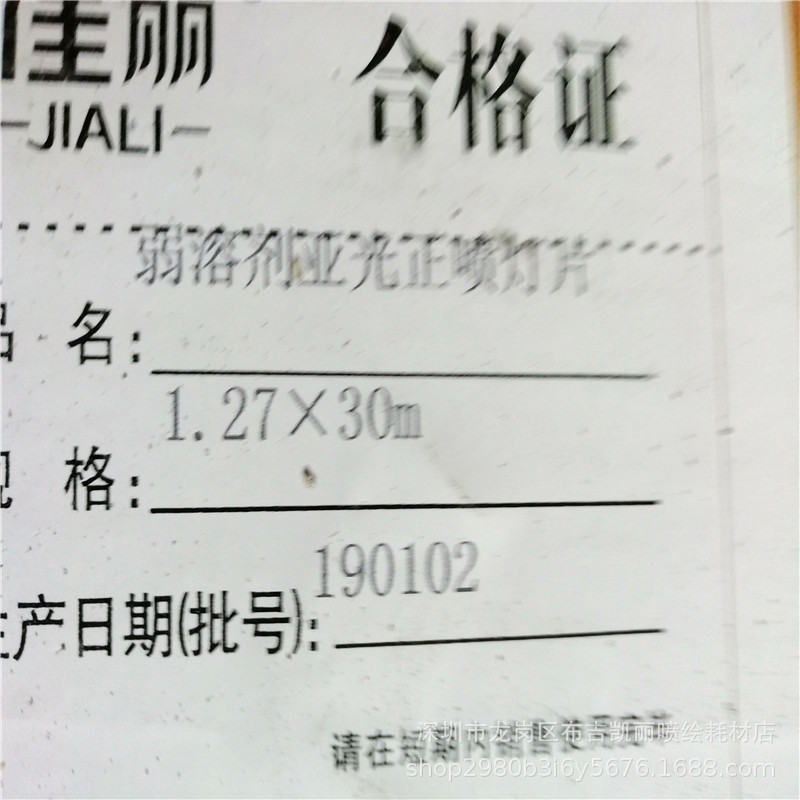 佳丽
JIALI
合格证
弱溶剂亚光正喷灯片
品 名:
1.27×30m
规 格:
190102
生产日期(批号):
请在
深圳市龙岗区布吉凯丽喷绘耗材店
shop2980b3i6y5676.1688.com